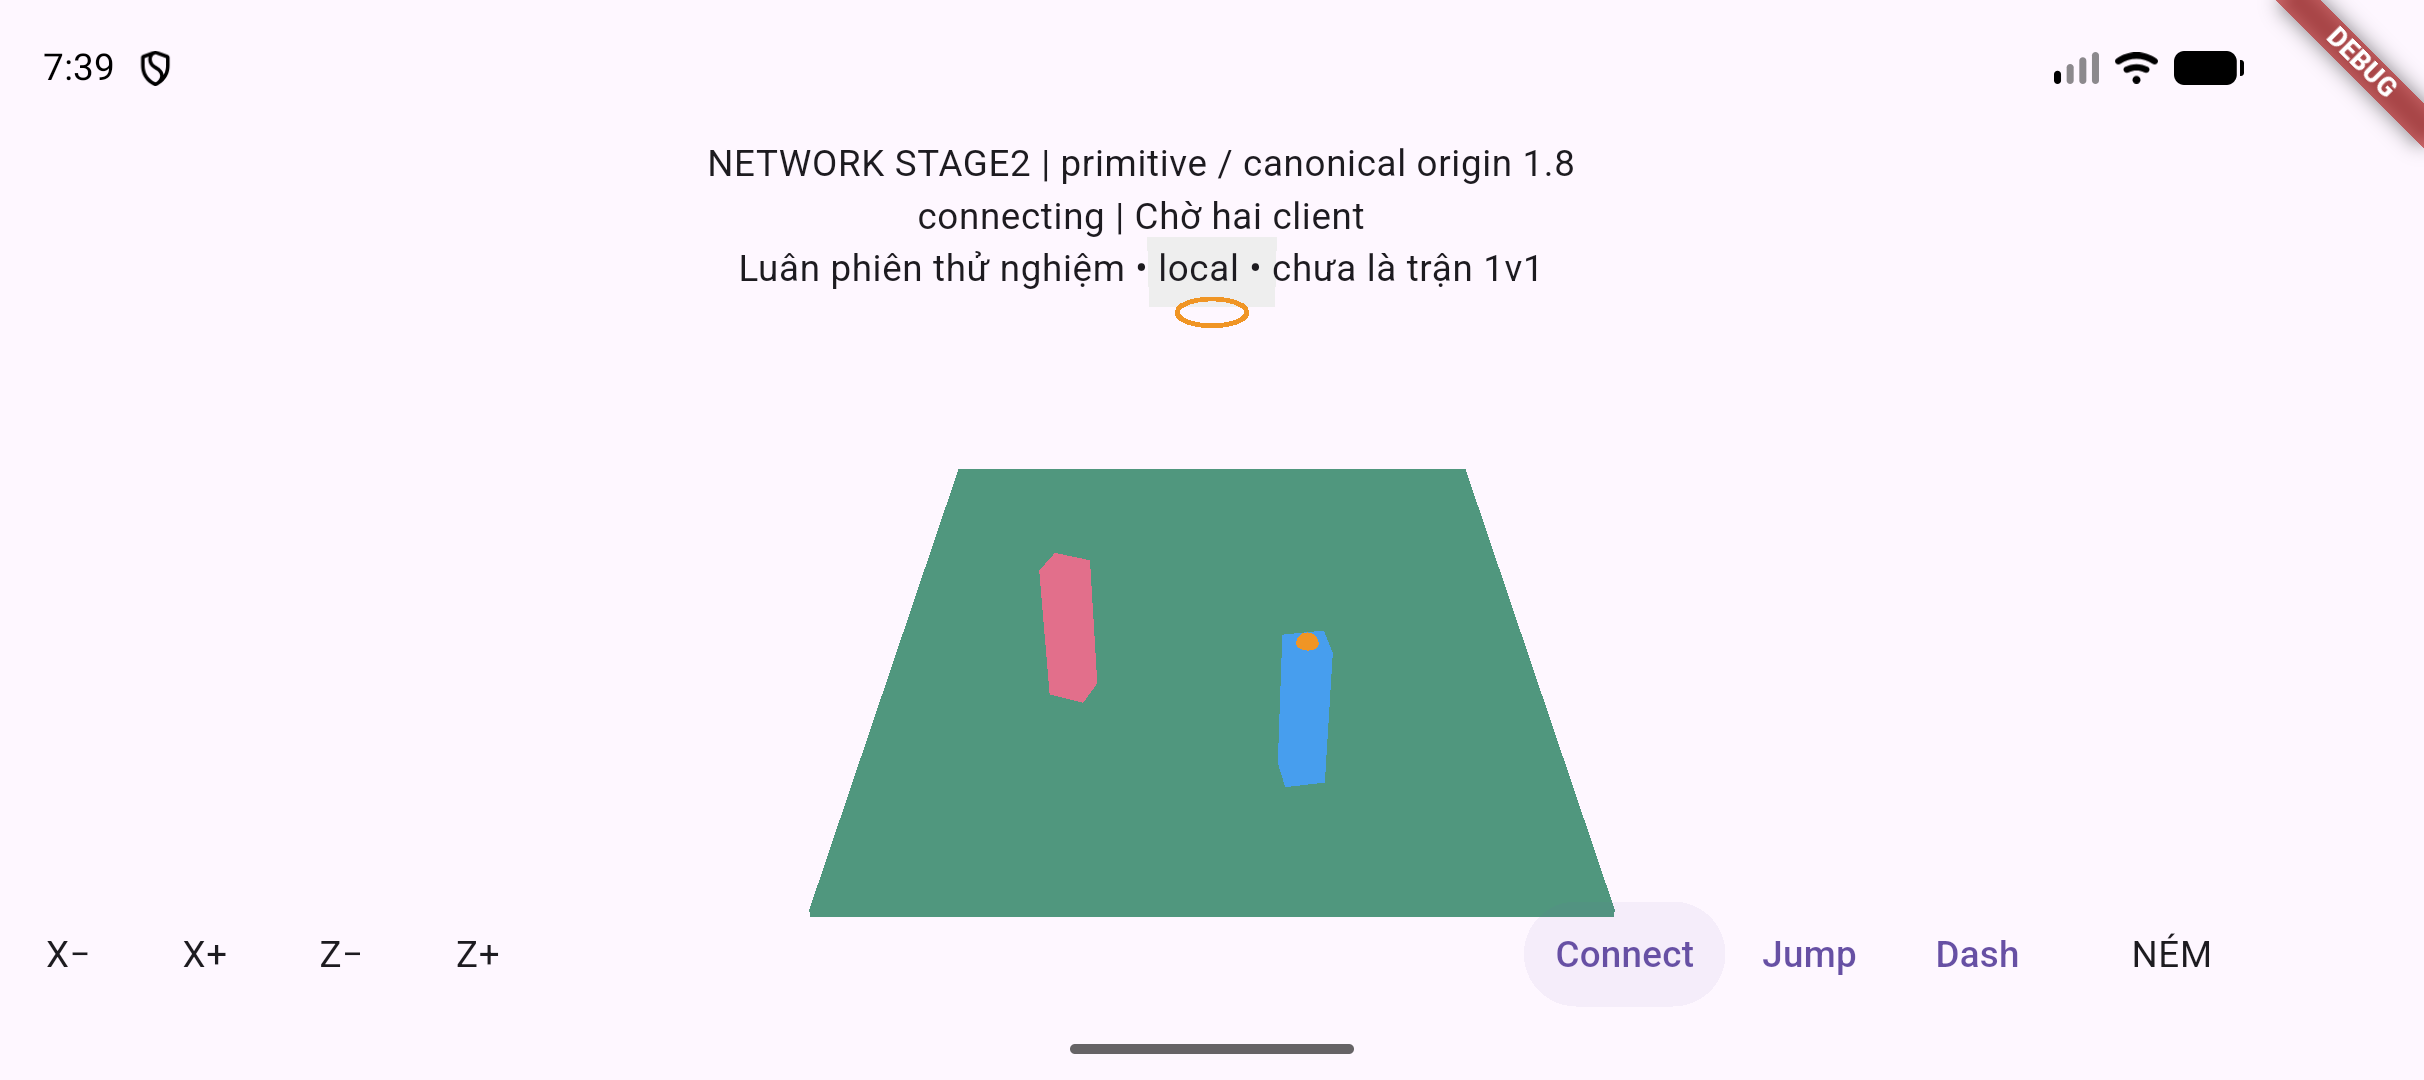 7:39
DEBUG
NETWORK STAGE2 | primitive / canonical origin 1.8
connecting | Chờ hai client
Luân phiên thử nghiệm • local • chưa là trận 1v1
X− X+ Z− Z+ Connect Jump Dash NÉM